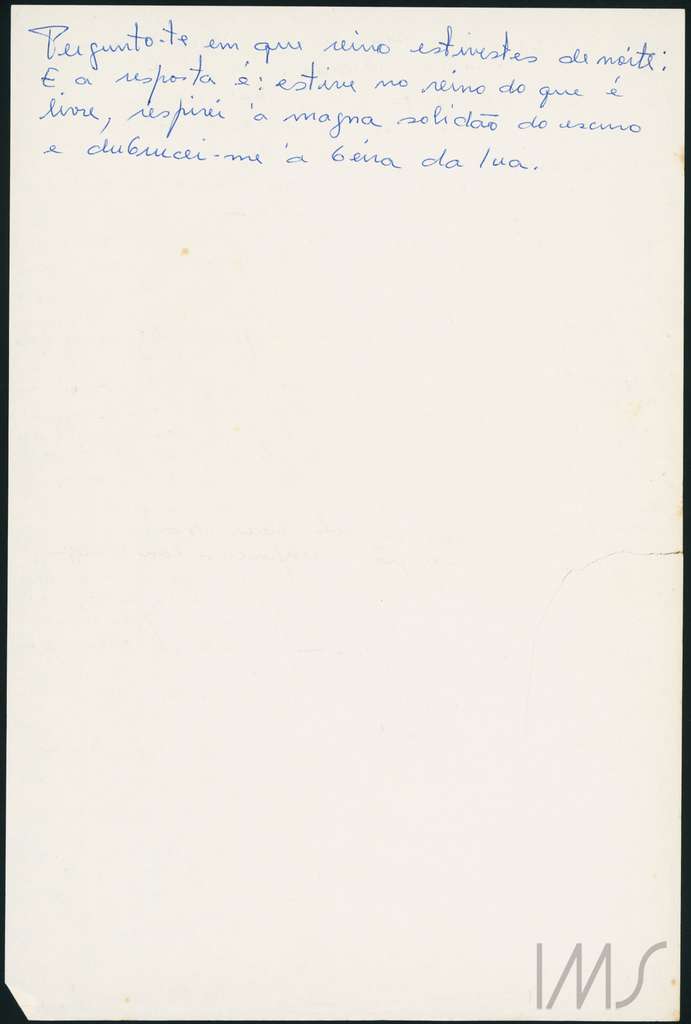 Pergunto-te em que reino estivestes de noite:
E a resposta é: estive no reino do que é
livre, respirei a magna solidão do escuro
e debrucei-me à beira da lua.
IMS